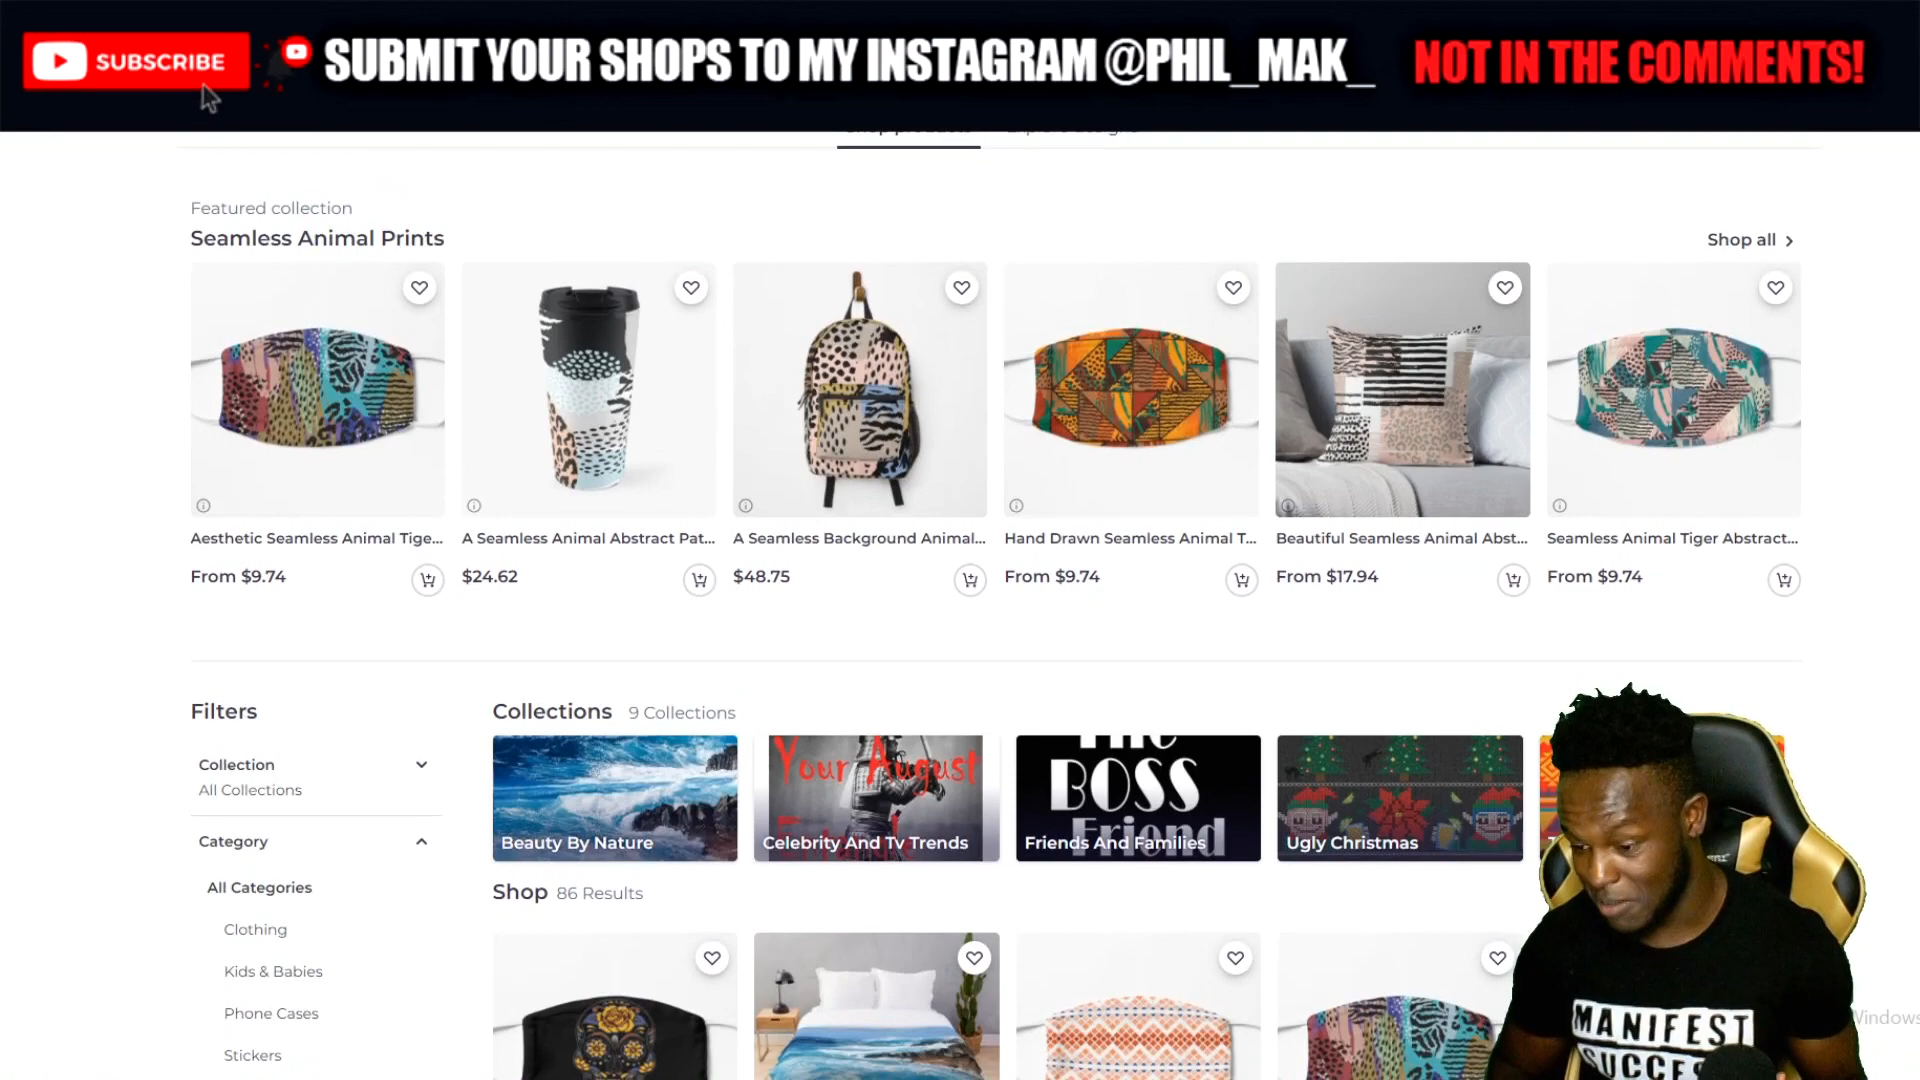 SUBSCRIBE
SUBMIT YOUR SHOPS TO MY INSTAGRAM @PHIL_MAK_
NOT IN THE COMMENTS!
Featured collection
Seamless Animal Prints
Shop all
Aesthetic Seamless Animal Tige...
A Seamless Animal Abstract Pat...
A Seamless Background Animal...
Hand Drawn Seamless Animal T...
Beautiful Seamless Animal Abst...
Seamless Animal Tiger Abstract...
From $9.74
$24.62
$48.75
From $9.74
From $17.94
From $9.74
Filters
Collections 9 Collections
Collection
All Collections
Category
All Categories
Clothing
Kids & Babies
Phone Cases
Stickers
Your August
Beauty By Nature
Celebrity And Tv Trends
BOSS
Friend
Friends And Families
Ugly Christmas
Shop 86 Results
MANIFEST
SUCCESS
Windows